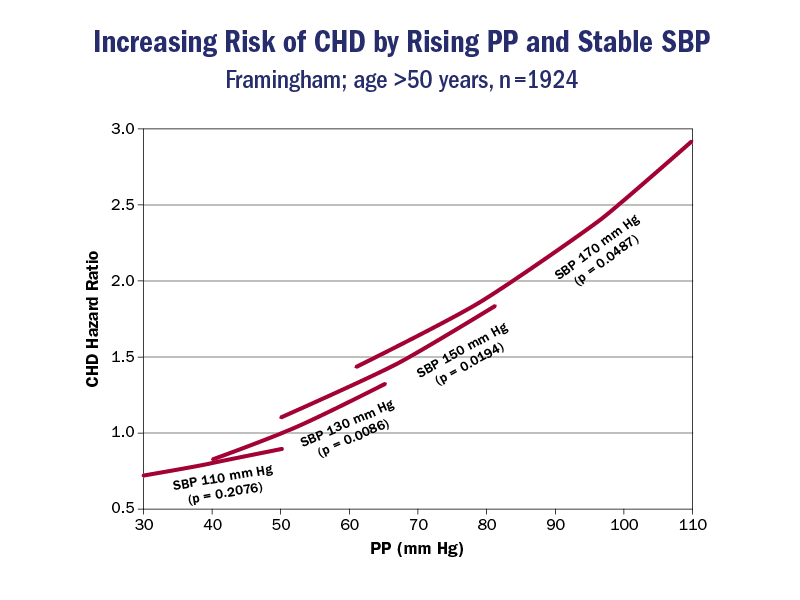 Increasing Risk of CHD by Rising PP and Stable SBP
Framingham; age >50 years, n=1924
3.0
2.5
2.0
1.5
1.0
0.5
CHD Hazard Ratio
SBP 170 mm Hg
(p = 0.0487)
SBP 150 mm Hg
(p = 0.0194)
SBP 130 mm Hg
(p = 0.0086)
SBP 110 mm Hg
(p = 0.2076)
30 40 50 60 70 80 90 100 110
PP (mm Hg)